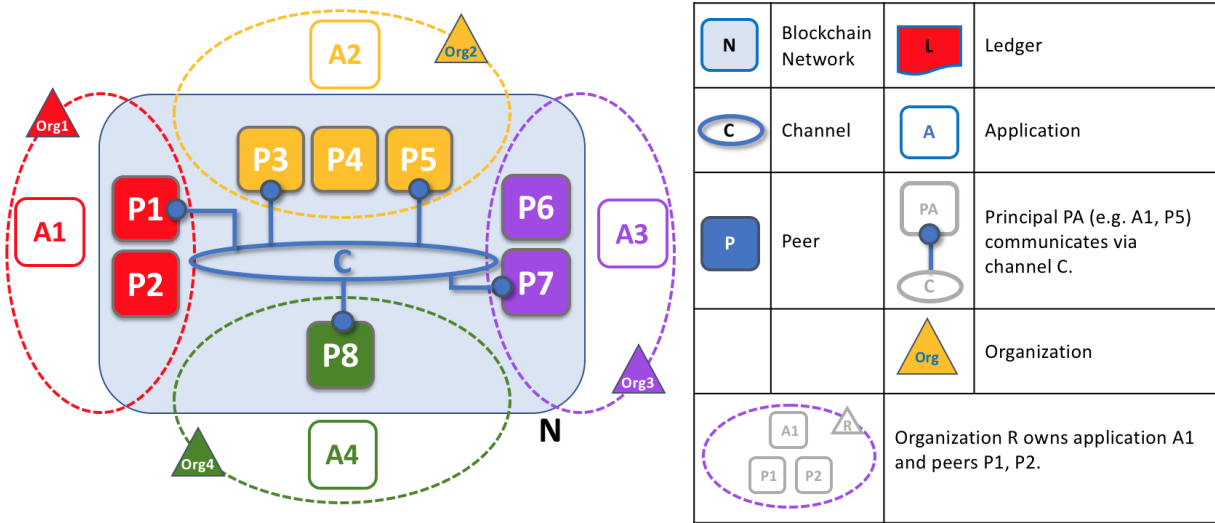 A2
Org2
Org1
P3
P4
P5
P1
P6
A1
A3
P2
C
P7
P8
Org3
N
Org4
A4
N
Blockchain
Network
L
Ledger
C
Channel
A
Application
P
Peer
PA
C
Principal PA (e.g. A1, P5)
communicates via
channel C.
Org
Organization
A1
R
P1
P2
Organization R owns application A1
and peers P1, P2.